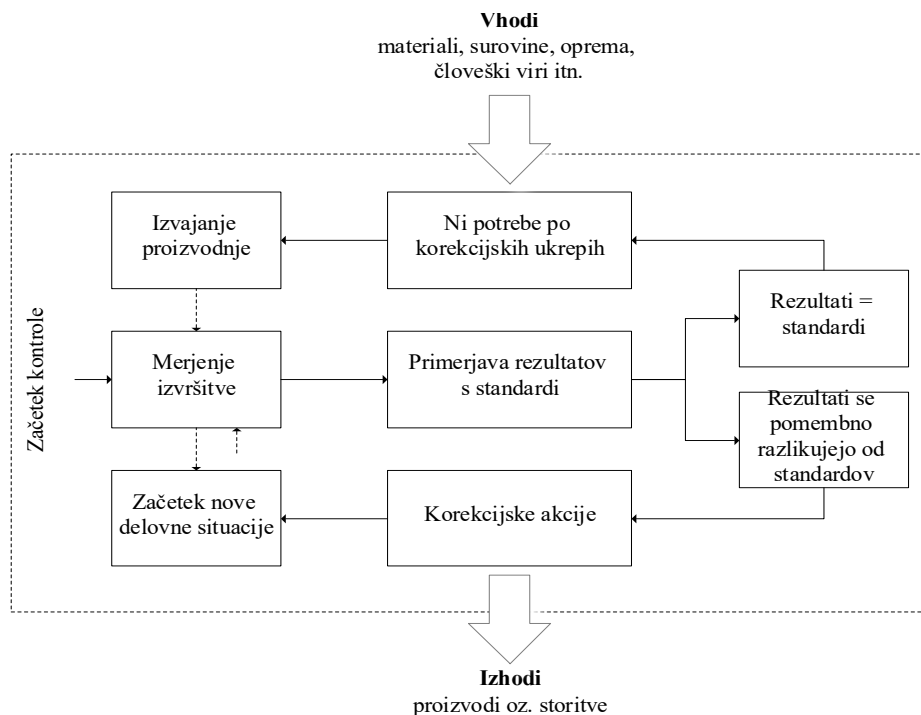 Vhodi
materiali, surovine, oprema,
človeški viri itn.
Začetek kontrole
Izvajanje
proizvodnje
Ni potrebe po
korekcijskih ukrepih
Rezultati =
standardi
Merjenje
izvršitve
Primerjava rezultatov
s standardi
Rezultati se
pomembno
razlikujejo od
standardov
Začetek nove
delovne situacije
Korekcijske akcije
Izhodi
proizvodi oz. storitve